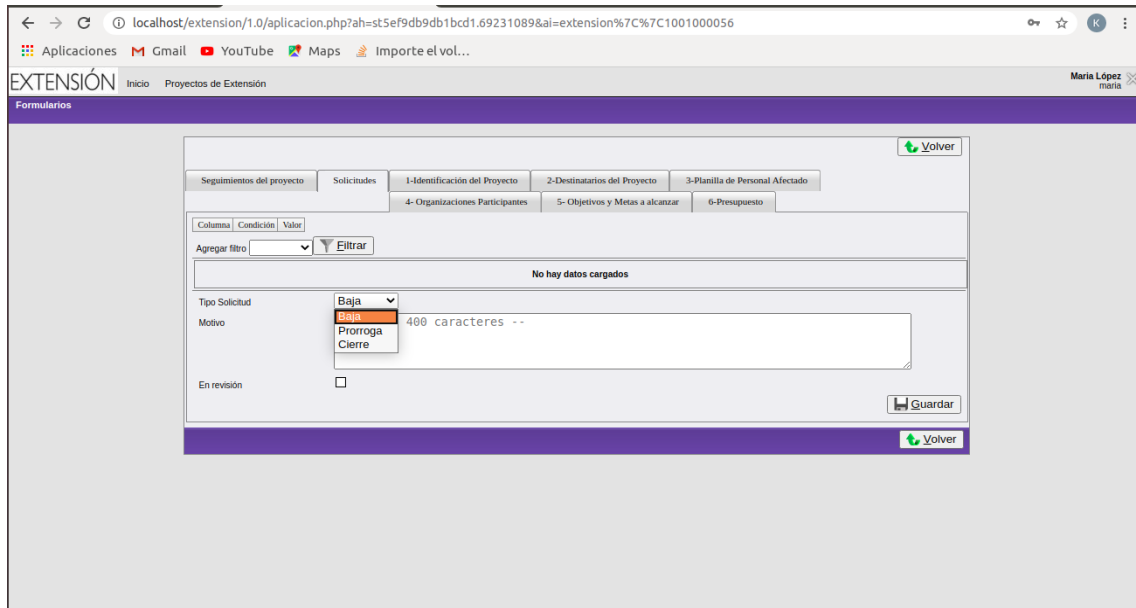 localhost/extension/1.0/aplicacion.php?ah=st5ef9db9db1bcd1.69231089&ai=extension%7C%7C1001000056
K
Aplicaciones Gmail YouTube Maps Importe el vol...
EXTENSIÓN Inicio Proyectos de Extensión Maria López
maria
Formularios
Volver
Seguimientos del proyecto Solicitudes 1-Identificación del Proyecto 2-Destinatarios del Proyecto 3-Planilla de Personal Afectado
4- Organizaciones Participantes 5- Objetivos y Metas a alcanzar 6-Presupuesto
Columna Condición Valor
Agregar filtro Filtrar
No hay datos cargados
Tipo Solicitud Baja
Baja
Motivo 400 caracteres --
Prorroga
Cierre
En revisión
Guardar
Volver